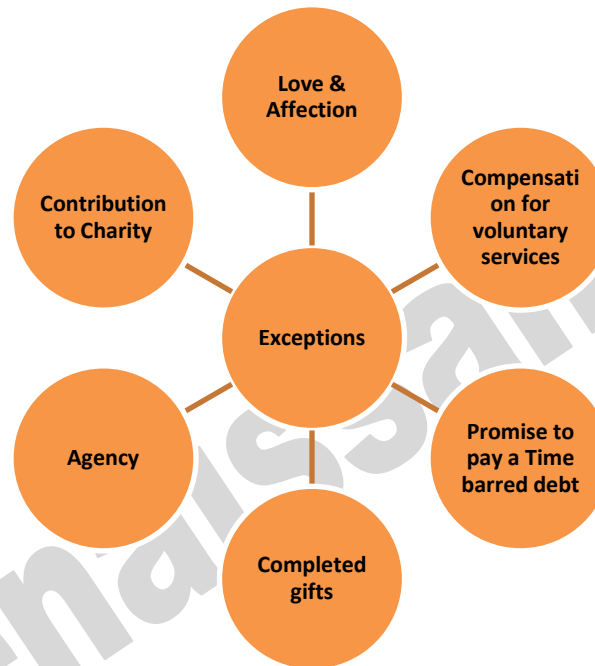 Love &
Affection
Compensati
on for
voluntary
services
Promise to
pay a Time
barred debt
Completed
gifts
Agency
Contribution
to Charity
Exceptions